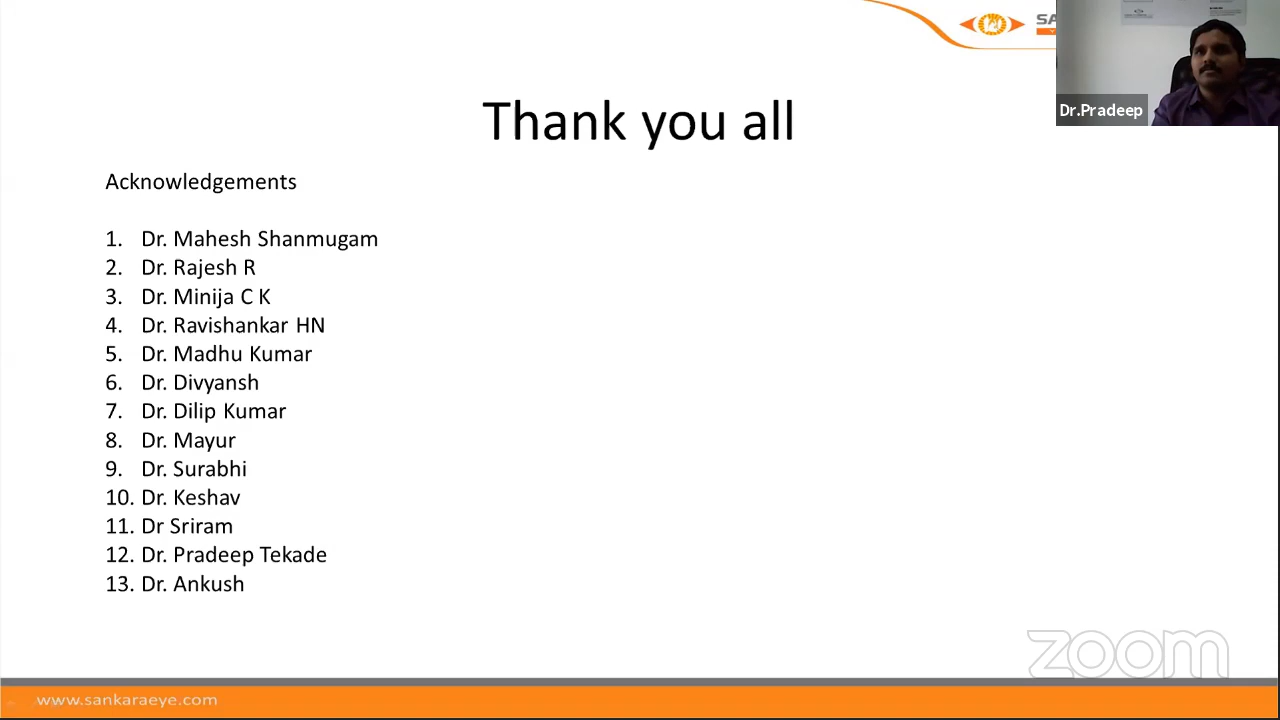 SA
Dr.Pradeep
Thank you all
Acknowledgements
1. Dr. Mahesh Shanmugam
2. Dr. Rajesh R
3. Dr. Minija C K
4. Dr. Ravishankar HN
5. Dr. Madhu Kumar
6. Dr. Divyansh
7. Dr. Dilip Kumar
8. Dr. Mayur
9. Dr. Surabhi
10. Dr. Keshav
11. Dr Sriram
12. Dr. Pradeep Tekade
13. Dr. Ankush
zoom
www.sankaraeye.com